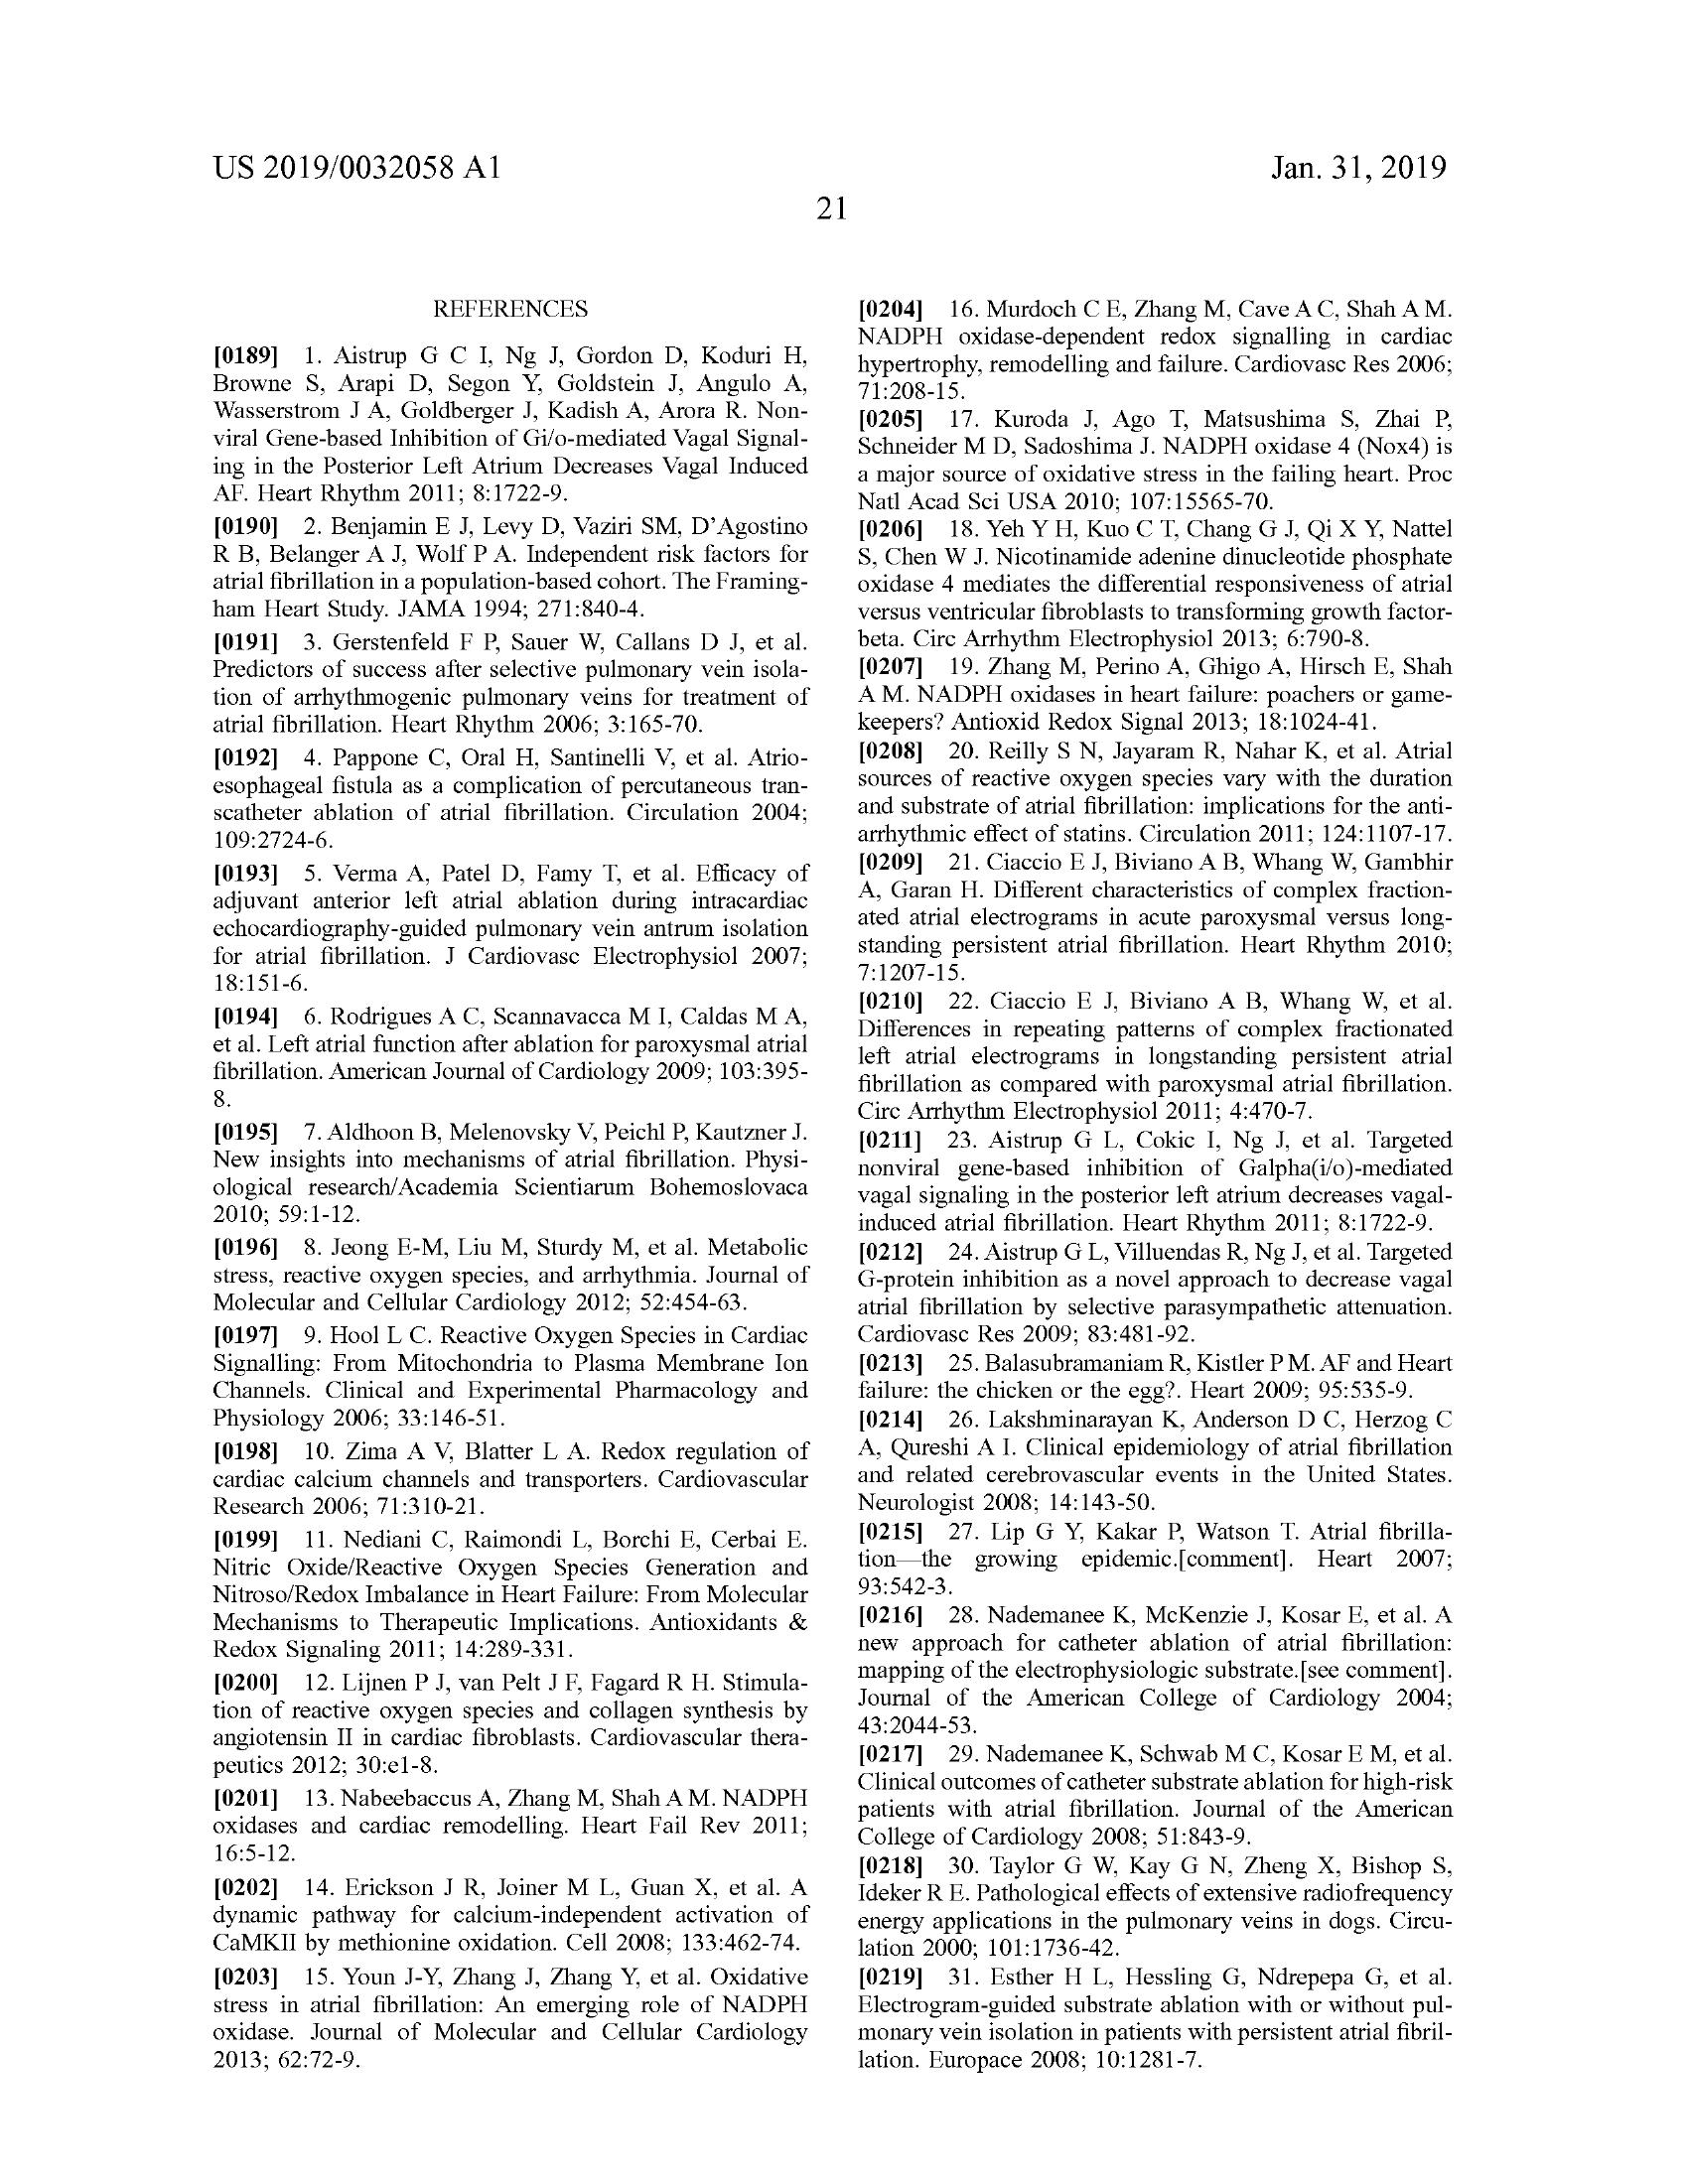 US 2019/0032058 A1
Jan. 31, 2019
21
REFERENCES
[0189] 1. Aistrup G C I, Ng J, Gordon D, Koduri H,
Browne S, Arapi D, Segon Y, Goldstein J, Angulo A,
Wasserstrom J A, Goldberger J, Kadish A, Arora R. Non-
viral Gene-based Inhibition of Gi/o-mediated Vagal Signal-
ing in the Posterior Left Atrium Decreases Vagal Induced
AF. Heart Rhythm 2011; 8:1722-9.
[0190] 2. Benjamin E J, Levy D, Vaziri SM, D’Agostino
R B, Belanger A J, Wolf P A. Independent risk factors for
atrial fibrillation in a population-based cohort. The Framing-
ham Heart Study. JAMA 1994; 271:840-4.
[0191] 3. Gerstenfeld F P, Sauer W, Callans D J, et al.
Predictors of success after selective pulmonary vein isola-
tion of arrhythmogenic pulmonary veins for treatment of
atrial fibrillation. Heart Rhythm 2006; 3:165-70.
[0192] 4. Pappone C, Oral H, Santinelli V, et al. Atrio-
esophageal fistula as a complication of percutaneous tran-
scatheter ablation of atrial fibrillation. Circulation 2004;
109:2724-6.
[0193] 5. Verma A, Patel D, Famy T, et al. Efficacy of
adjuvant anterior left atrial ablation during intracardiac
echocardiography-guided pulmonary vein antrum isolation
for atrial fibrillation. J Cardiovasc Electrophysiol 2007;
18:151-6.
[0194] 6. Rodrigues A C, Scannavacca M I, Caldas M A,
et al. Left atrial function after ablation for paroxysmal atrial
fibrillation. American Journal of Cardiology 2009; 103:395-
8.
[0195] 7. Aldhoon B, Melenovsky V, Peichl P, Kautzner J.
New insights into mechanisms of atrial fibrillation. Physi-
ological research/Academia Scientiarum Bohemoslovaca
2010; 59:1-12.
[0196] 8. Jeong E-M, Liu M, Sturdy M, et al. Metabolic
stress, reactive oxygen species, and arrhythmia. Journal of
Molecular and Cellular Cardiology 2012; 52:454-63.
[0197] 9. Hool L C. Reactive Oxygen Species in Cardiac
Signalling: From Mitochondria to Plasma Membrane Ion
Channels. Clinical and Experimental Pharmacology and
Physiology 2006; 33:146-51.
[0198] 10. Zima A V, Blatter L A. Redox regulation of
cardiac calcium channels and transporters. Cardiovascular
Research 2006; 71:310-21.
[0199] 11. Nediani C, Raimondi L, Borchi E, Cerbai E.
Nitric Oxide/Reactive Oxygen Species Generation and
Nitroso/Redox Imbalance in Heart Failure: From Molecular
Mechanisms to Therapeutic Implications. Antioxidants &
Redox Signaling 2011; 14:289-331.
[0200] 12. Lijnen P J, van Pelt J F, Fagard R H. Stimula-
tion of reactive oxygen species and collagen synthesis by
angiotensin II in cardiac fibroblasts. Cardiovascular thera-
peutics 2012; 30:e1-8.
[0201] 13. Nabeebaccus A, Zhang M, Shah A M. NADPH
oxidases and cardiac remodelling. Heart Fail Rev 2011;
16:5-12.
[0202] 14. Erickson J R, Joiner M L, Guan X, et al. A
dynamic pathway for calcium-independent activation of
CaMKII by methionine oxidation. Cell 2008; 133:462-74.
[0203] 15. Youn J-Y, Zhang J, Zhang Y, et al. Oxidative
stress in atrial fibrillation: An emerging role of NADPH
oxidase. Journal of Molecular and Cellular Cardiology
2013; 62:72-9.
[0204] 16. Murdoch C E, Zhang M, Cave A C, Shah A M.
NADPH oxidase-dependent redox signalling in cardiac
hypertrophy, remodelling and failure. Cardiovasc Res 2006;
71:208-15.
[0205] 17. Kuroda J, Ago T, Matsushima S, Zhai P,
Schneider M D, Sadoshima J. NADPH oxidase 4 (Nox4) is
a major source of oxidative stress in the failing heart. Proc
Natl Acad Sci USA 2010; 107:15565-70.
[0206] 18. Yeh Y H, Kuo C T, Chang G J, Qi X Y, Nattel
S, Chen W J. Nicotinamide adenine dinucleotide phosphate
oxidase 4 mediates the differential responsiveness of atrial
versus ventricular fibroblasts to transforming growth factor-
beta. Circ Arrhythm Electrophysiol 2013; 6:790-8.
[0207] 19. Zhang M, Perino A, Ghigo A, Hirsch E, Shah
A M. NADPH oxidases in heart failure: poachers or game-
keepers? Antioxid Redox Signal 2013; 18:1024-41.
[0208] 20. Reilly S N, Jayaram R, Nahar K, et al. Atrial
sources of reactive oxygen species vary with the duration
and substrate of atrial fibrillation: implications for the anti-
arrhythmic effect of statins. Circulation 2011; 124:1107-17.
[0209] 21. Ciaccio E J, Biviano A B, Whang W, Gambhir
A, Garan H. Different characteristics of complex fraction-
ated atrial electrograms in acute paroxysmal versus long-
standing persistent atrial fibrillation. Heart Rhythm 2010;
7:1207-15.
[0210] 22. Ciaccio E J, Biviano A B, Whang W, et al.
Differences in repeating patterns of complex fractionated
left atrial electrograms in longstanding persistent atrial
fibrillation as compared with paroxysmal atrial fibrillation.
Circ Arrhythm Electrophysiol 2011; 4:470-7.
[0211] 23. Aistrup G L, Cokic I, Ng J, et al. Targeted
nonviral gene-based inhibition of Galpha(i/o)-mediated
vagal signaling in the posterior left atrium decreases vagal-
induced atrial fibrillation. Heart Rhythm 2011; 8:1722-9.
[0212] 24. Aistrup G L, Villuendas R, Ng J, et al. Targeted
G-protein inhibition as a novel approach to decrease vagal
atrial fibrillation by selective parasympathetic attenuation.
Cardiovasc Res 2009; 83:481-92.
[0213] 25. Balasubramaniam R, Kistler P M. AF and Heart
failure: the chicken or the egg?. Heart 2009; 95:535-9.
[0214] 26. Lakshminarayan K, Anderson D C, Herzog C
A, Qureshi A I. Clinical epidemiology of atrial fibrillation
and related cerebrovascular events in the United States.
Neurologist 2008; 14:143-50.
[0215] 27. Lip G Y, Kakar P, Watson T. Atrial fibrilla-
tion—the growing epidemic.[comment]. Heart 2007;
93:542-3.
[0216] 28. Nademanee K, McKenzie J, Kosar E, et al. A
new approach for catheter ablation of atrial fibrillation:
mapping of the electrophysiologic substrate.[see comment].
Journal of the American College of Cardiology 2004;
43:2044-53.
[0217] 29. Nademanee K, Schwab M C, Kosar E M, et al.
Clinical outcomes of catheter substrate ablation for high-risk
patients with atrial fibrillation. Journal of the American
College of Cardiology 2008; 51:843-9.
[0218] 30. Taylor G W, Kay G N, Zheng X, Bishop S,
Ideker R E. Pathological effects of extensive radiofrequency
energy applications in the pulmonary veins in dogs. Circu-
lation 2000; 101:1736-42.
[0219] 31. Esther H L, Hessling G, Ndrepepa G, et al.
Electrogram-guided substrate ablation with or without pul-
monary vein isolation in patients with persistent atrial fibril-
lation. Europace 2008; 10:1281-7.